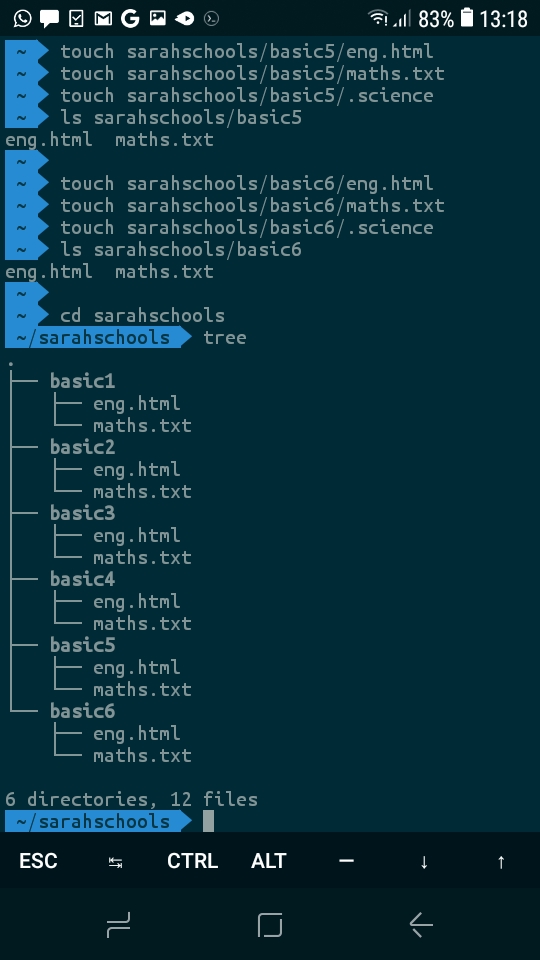 83% 13:18
~ touch sarahschools/basic5/eng.html
~ touch sarahschools/basic5/maths.txt
~ touch sarahschools/basic5/.science
~ ls sarahschools/basic5
eng.html maths.txt
~
~ touch sarahschools/basic6/eng.html
~ touch sarahschools/basic6/maths.txt
~ touch sarahschools/basic6/.science
~ ls sarahschools/basic6
eng.html maths.txt
~
~ cd sarahschools
~/sarahschools tree
.
├── basic1
│   ├── eng.html
│   └── maths.txt
├── basic2
│   ├── eng.html
│   └── maths.txt
├── basic3
│   ├── eng.html
│   └── maths.txt
├── basic4
│   ├── eng.html
│   └── maths.txt
├── basic5
│   ├── eng.html
│   └── maths.txt
└── basic6
    ├── eng.html
    └── maths.txt
6 directories, 12 files
~/sarahschools
ESC ↹ CTRL ALT — ↓ ↑